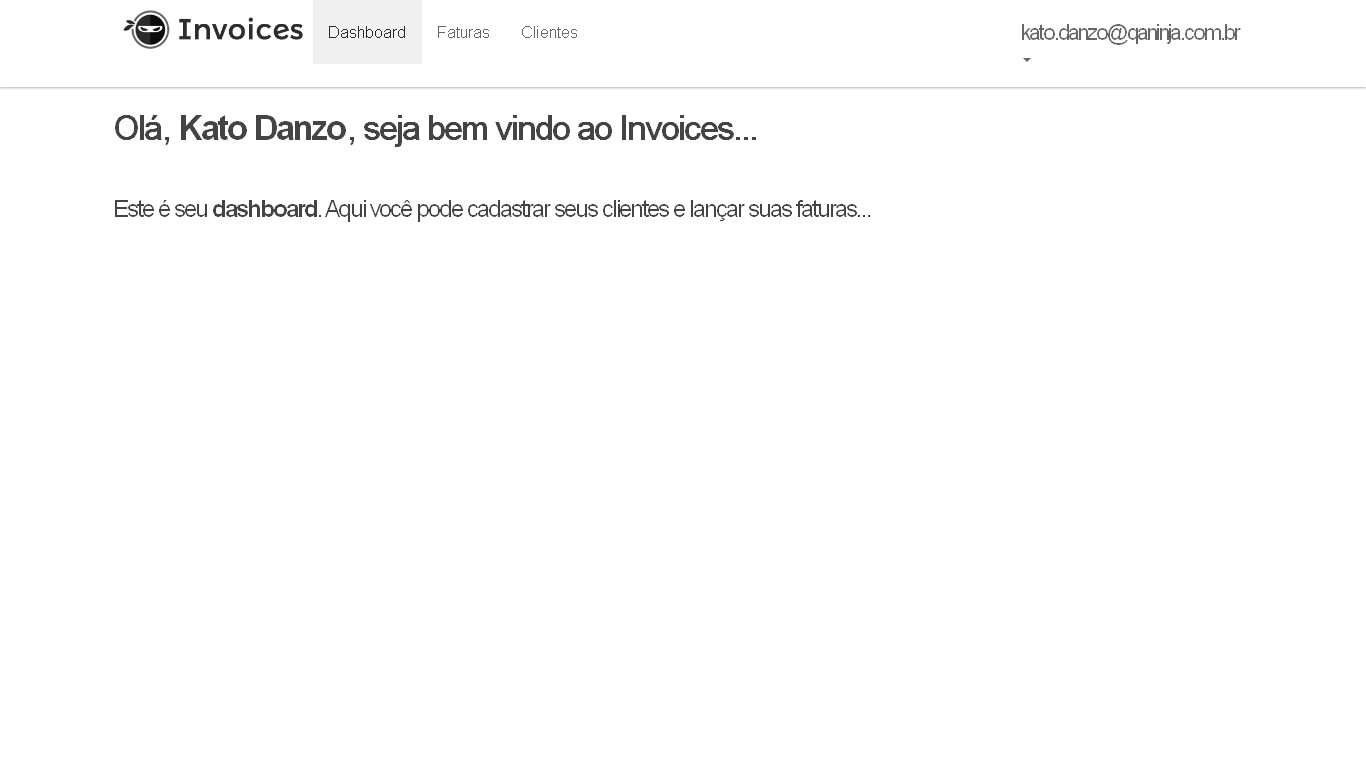 Invoices
Dashboard
Faturas
Clientes
kato.danzo@qaninja.com.br
Olá, Kato Danzo, seja bem vindo ao Invoices...
Este é seu dashboard. Aqui você pode cadastrar seus clientes e lançar suas faturas...